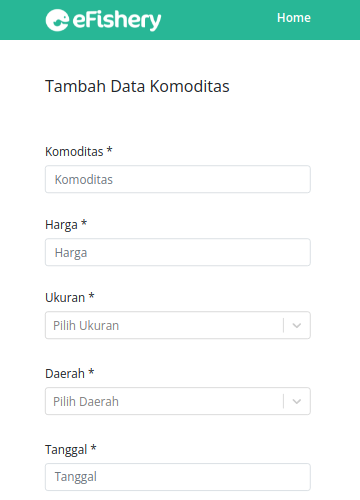 eFishery
Home
Tambah Data Komoditas
Komoditas *
Komoditas
Harga *
Harga
Ukuran *
Pilih Ukuran
Daerah *
Pilih Daerah
Tanggal *
Tanggal